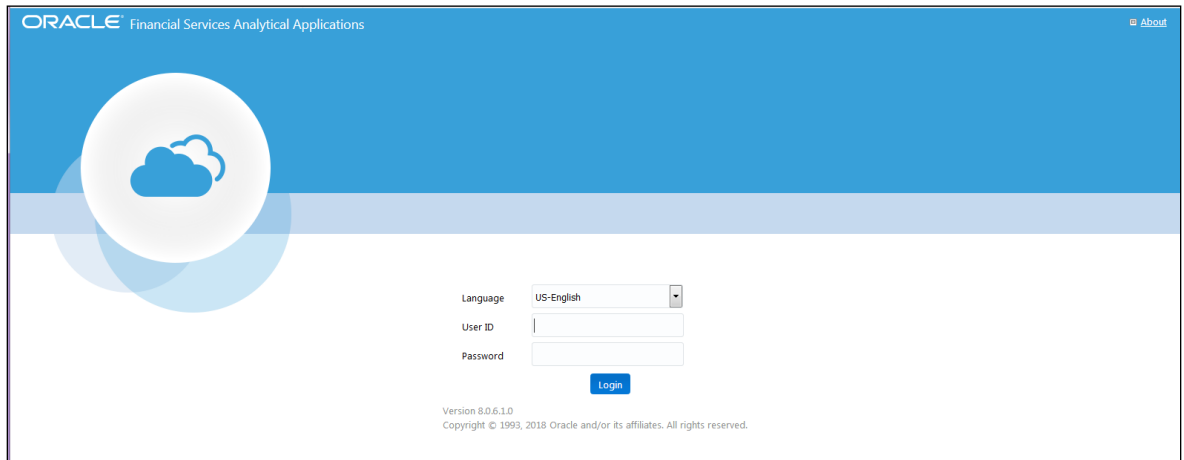 ORACLE® Financial Services Analytical Applications
About
Language US-English
User ID
Password
Login
Version 8.0.6.1.0
Copyright © 1993, 2018 Oracle and/or its affiliates. All rights reserved.